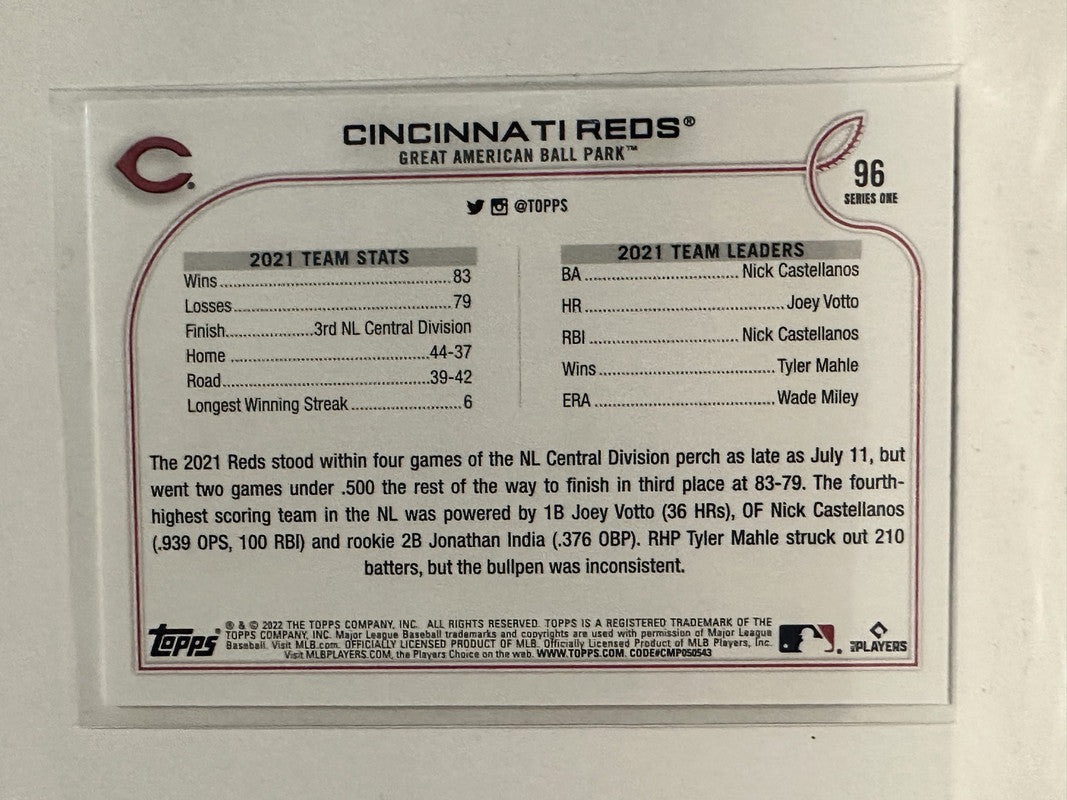 CINCINNATI REDS®
GREAT AMERICAN BALL PARK™
96
SERIES ONE
@TOPPS
2021 TEAM STATS
Wins 83
Losses 79
Finish 3rd NL Central Division
Home 44-37
Road 39-42
Longest Winning Streak 6
2021 TEAM LEADERS
BA Nick Castellanos
HR Joey Votto
RBI Nick Castellanos
Wins Tyler Mahle
ERA Wade Miley
The 2021 Reds stood within four games of the NL Central Division perch as late as July 11, but
went two games under .500 the rest of the way to finish in third place at 83-79. The fourth-
highest scoring team in the NL was powered by 1B Joey Votto (36 HRs), OF Nick Castellanos
(.939 OPS, 100 RBI) and rookie 2B Jonathan India (.376 OBP). RHP Tyler Mahle struck out 210
batters, but the bullpen was inconsistent.
topps®
® & © 2022 THE TOPPS COMPANY, INC. ALL RIGHTS RESERVED. TOPPS IS A REGISTERED TRADEMARK OF THE
TOPPS COMPANY, INC. Major League Baseball trademarks and copyrights are used with permission of Major League
Baseball. Visit MLB.com. OFFICIALLY LICENSED PRODUCT OF MLB. Officially Licensed Product of MLB Players, Inc.
Visit MLBPLAYERS.COM, the Players Choice on the web. WWW.TOPPS.COM. CODE#CMP050543
PLAYERS